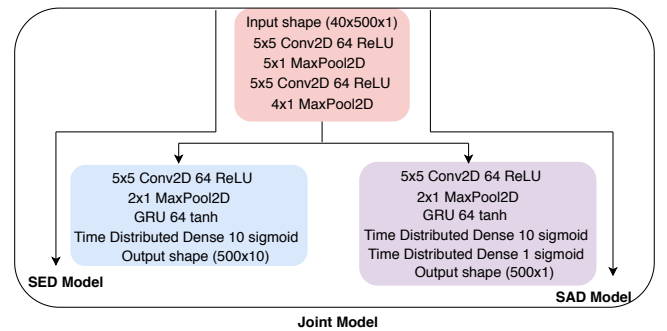 Input shape (40x500x1)
5x5 Conv2D 64 ReLU
5x1 MaxPool2D
5x5 Conv2D 64 ReLU
4x1 MaxPool2D
5x5 Conv2D 64 ReLU
2x1 MaxPool2D
GRU 64 tanh
Time Distributed Dense 10 sigmoid
Output shape (500x10)
SED Model
5x5 Conv2D 64 ReLU
2x1 MaxPool2D
GRU 64 tanh
Time Distributed Dense 10 sigmoid
Time Distributed Dense 1 sigmoid
Output shape (500x1)
SAD Model
Joint Model